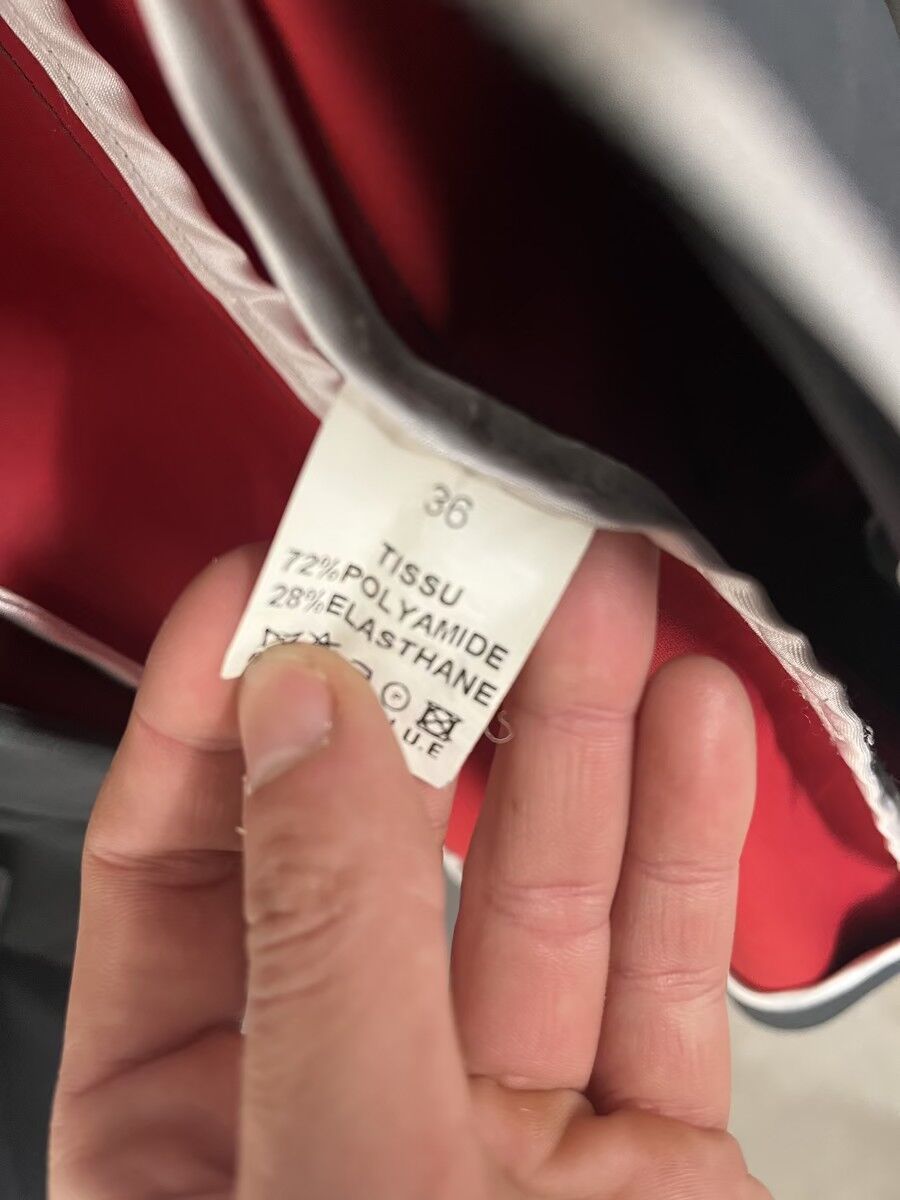 36
TISSU
72%POLYAMIDE
28%ELASTHANE
P
U.E